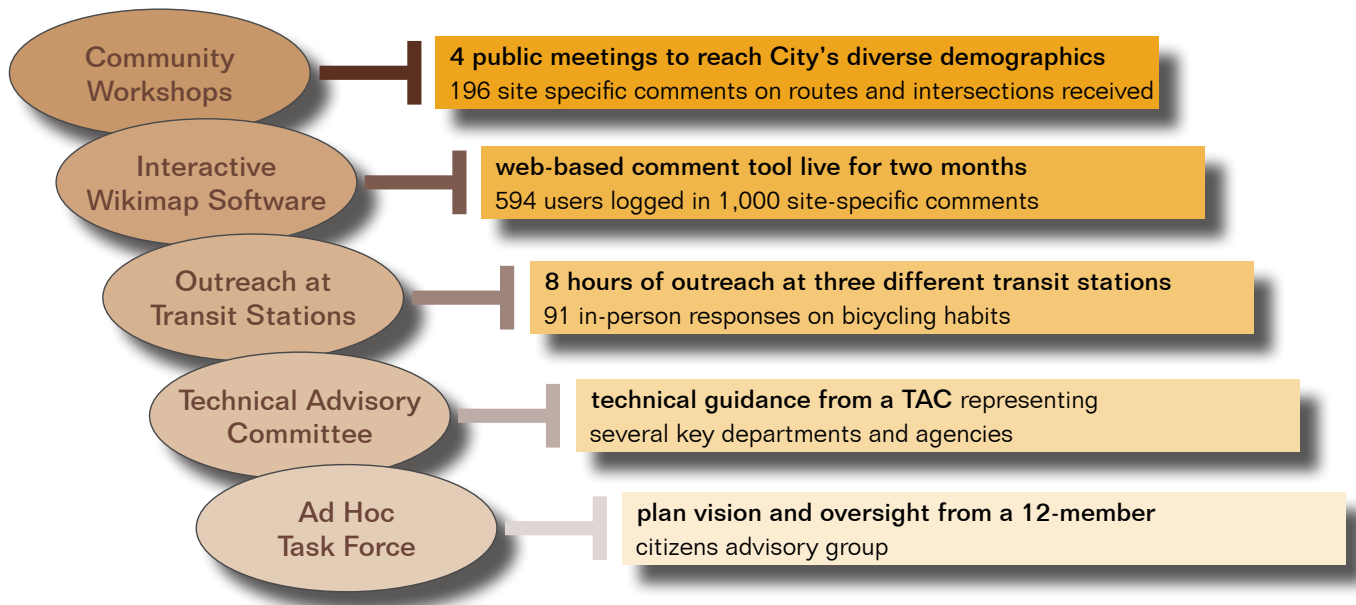 Community
Workshops
4 public meetings to reach City's diverse demographics
196 site specific comments on routes and intersections received
Interactive
Wikimap Software
web-based comment tool live for two months
594 users logged in 1,000 site-specific comments
Outreach at
Transit Stations
8 hours of outreach at three different transit stations
91 in-person responses on bicycling habits
Technical Advisory
Committee
technical guidance from a TAC representing
several key departments and agencies
Ad Hoc
Task Force
plan vision and oversight from a 12-member
citizens advisory group